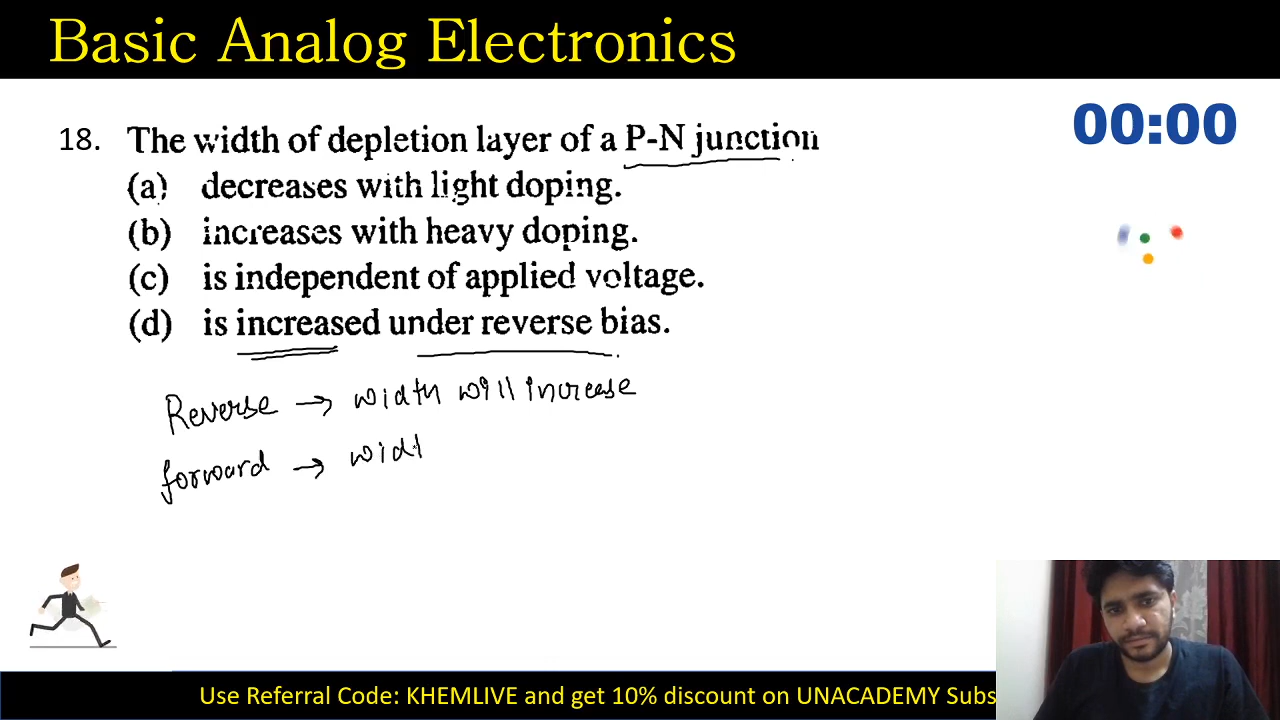 Basic Analog Electronics
00:00
18. The width of depletion layer of a P-N junction
(a) decreases with light doping.
(b) increases with heavy doping.
(c) is independent of applied voltage.
(d) is increased under reverse bias.
Reverse → width will increase
forward → widt
Use Referral Code: KHEMLIVE and get 10% discount on UNACADEMY Subs